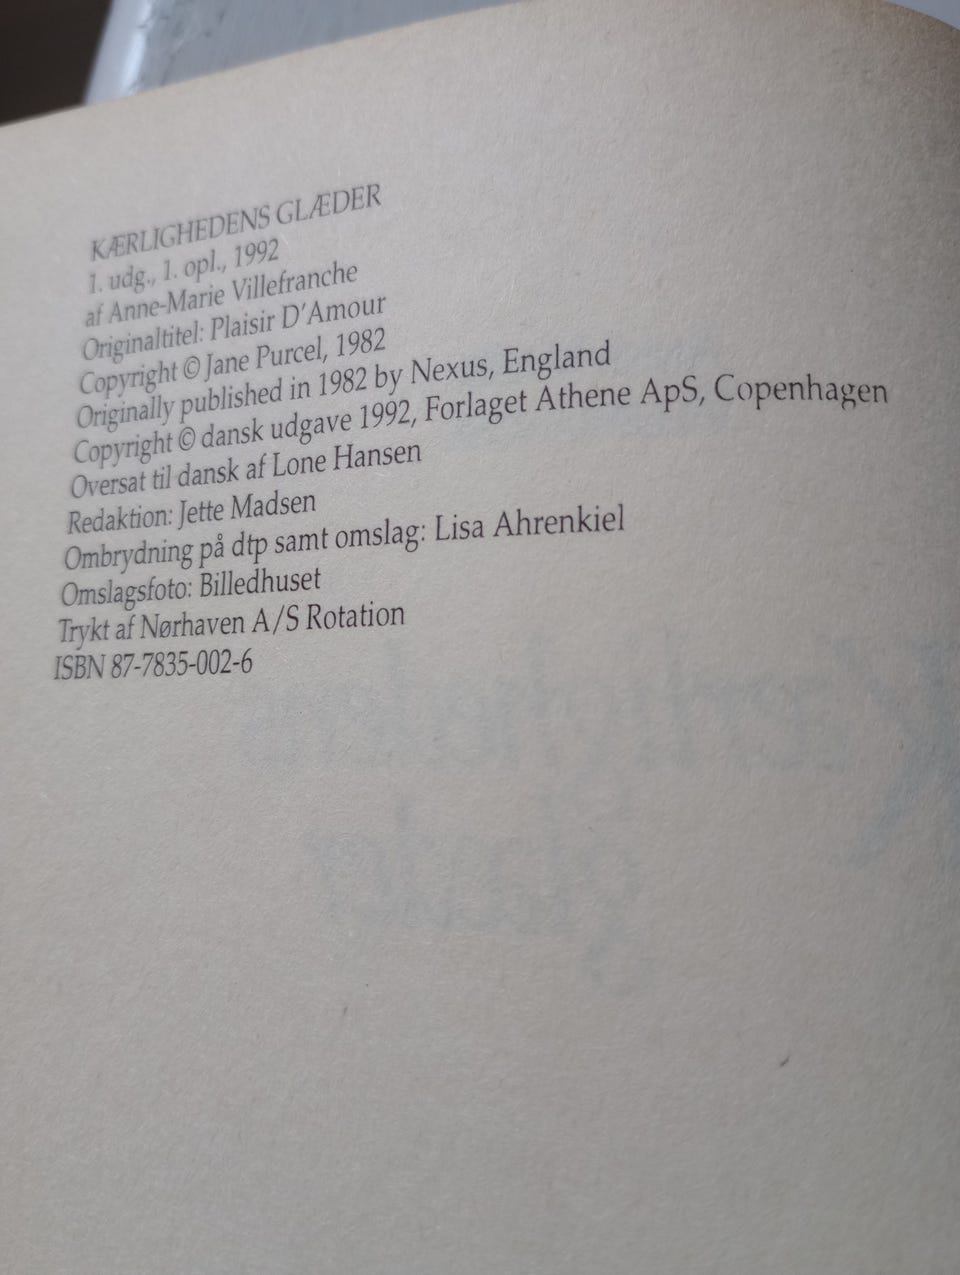 KÆRLIGHEDENS GLÆDER
1. udg., 1. opl., 1992
af Anne-Marie Villefranche
Originaltitel: Plaisir D'Amour
Copyright © Jane Purcel, 1982
Originally published in 1982 by Nexus, England
Copyright © dansk udgave 1992, Forlaget Athene ApS, Copenhagen
Oversat til dansk af Lone Hansen
Redaktion: Jette Madsen
Ombrydning på dtp samt omslag: Lisa Ahrenkiel
Omslagsfoto: Billedhuset
Trykt af Nørhaven A/S Rotation
ISBN 87-7835-002-6
Kærlighedens
glæder